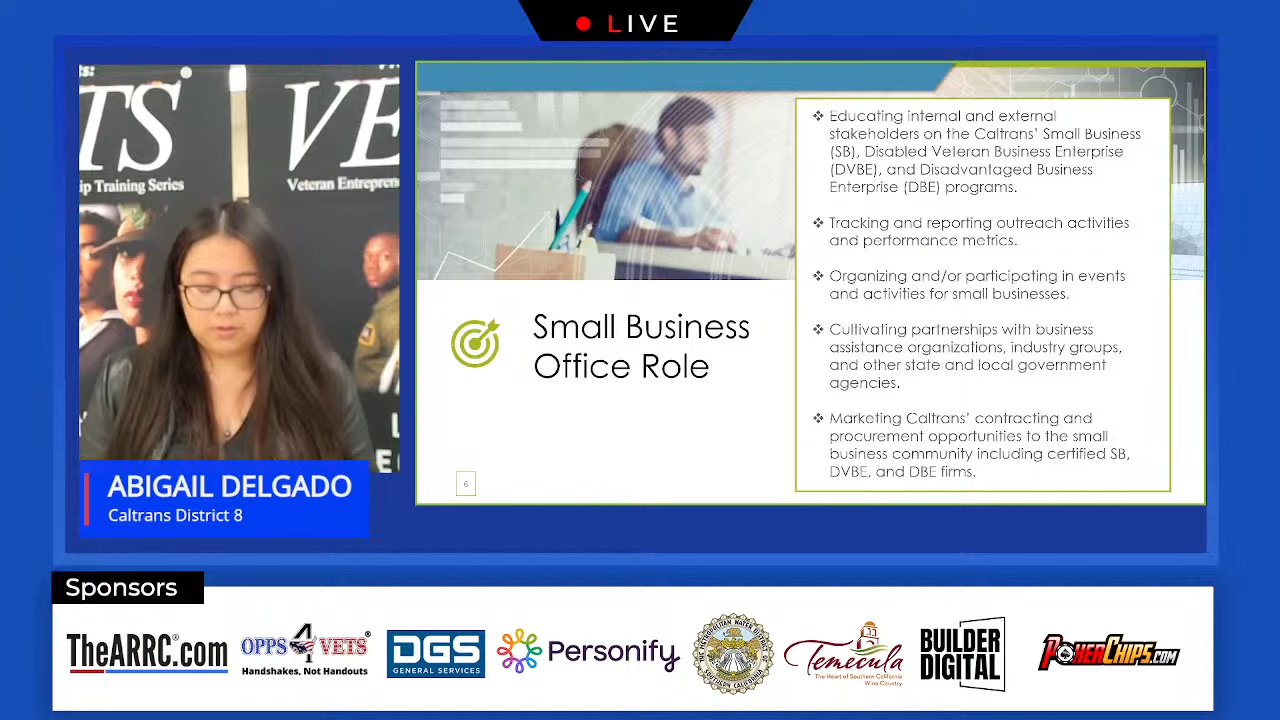 LIVE
TS®
VE
ip Training Series
Veteran Entrepren
ABIGAIL DELGADO
Caltrans District 8
Small Business
Office Role
6
❖ Educating internal and external
stakeholders on the Caltrans’ Small Business
(SB), Disabled Veteran Business Enterprise
(DVBE), and Disadvantaged Business
Enterprise (DBE) programs.
❖ Tracking and reporting outreach activities
and performance metrics.
❖ Organizing and/or participating in events
and activities for small businesses.
❖ Cultivating partnerships with business
assistance organizations, industry groups,
and other state and local government
agencies.
❖ Marketing Caltrans’ contracting and
procurement opportunities to the small
business community including certified SB,
DVBE, and DBE firms.
Sponsors
TheARRC®.com
OPPS 4 VETS®
Handshakes, Not Handouts
DGS
GENERAL SERVICES
Personify
THE METROPOLITAN WATER DISTRICT
SOUTHERN CALIFORNIA
Temecula
The Heart of Southern California
Wine Country
BUILDER
DIGITAL
POKERCHIPS.COM